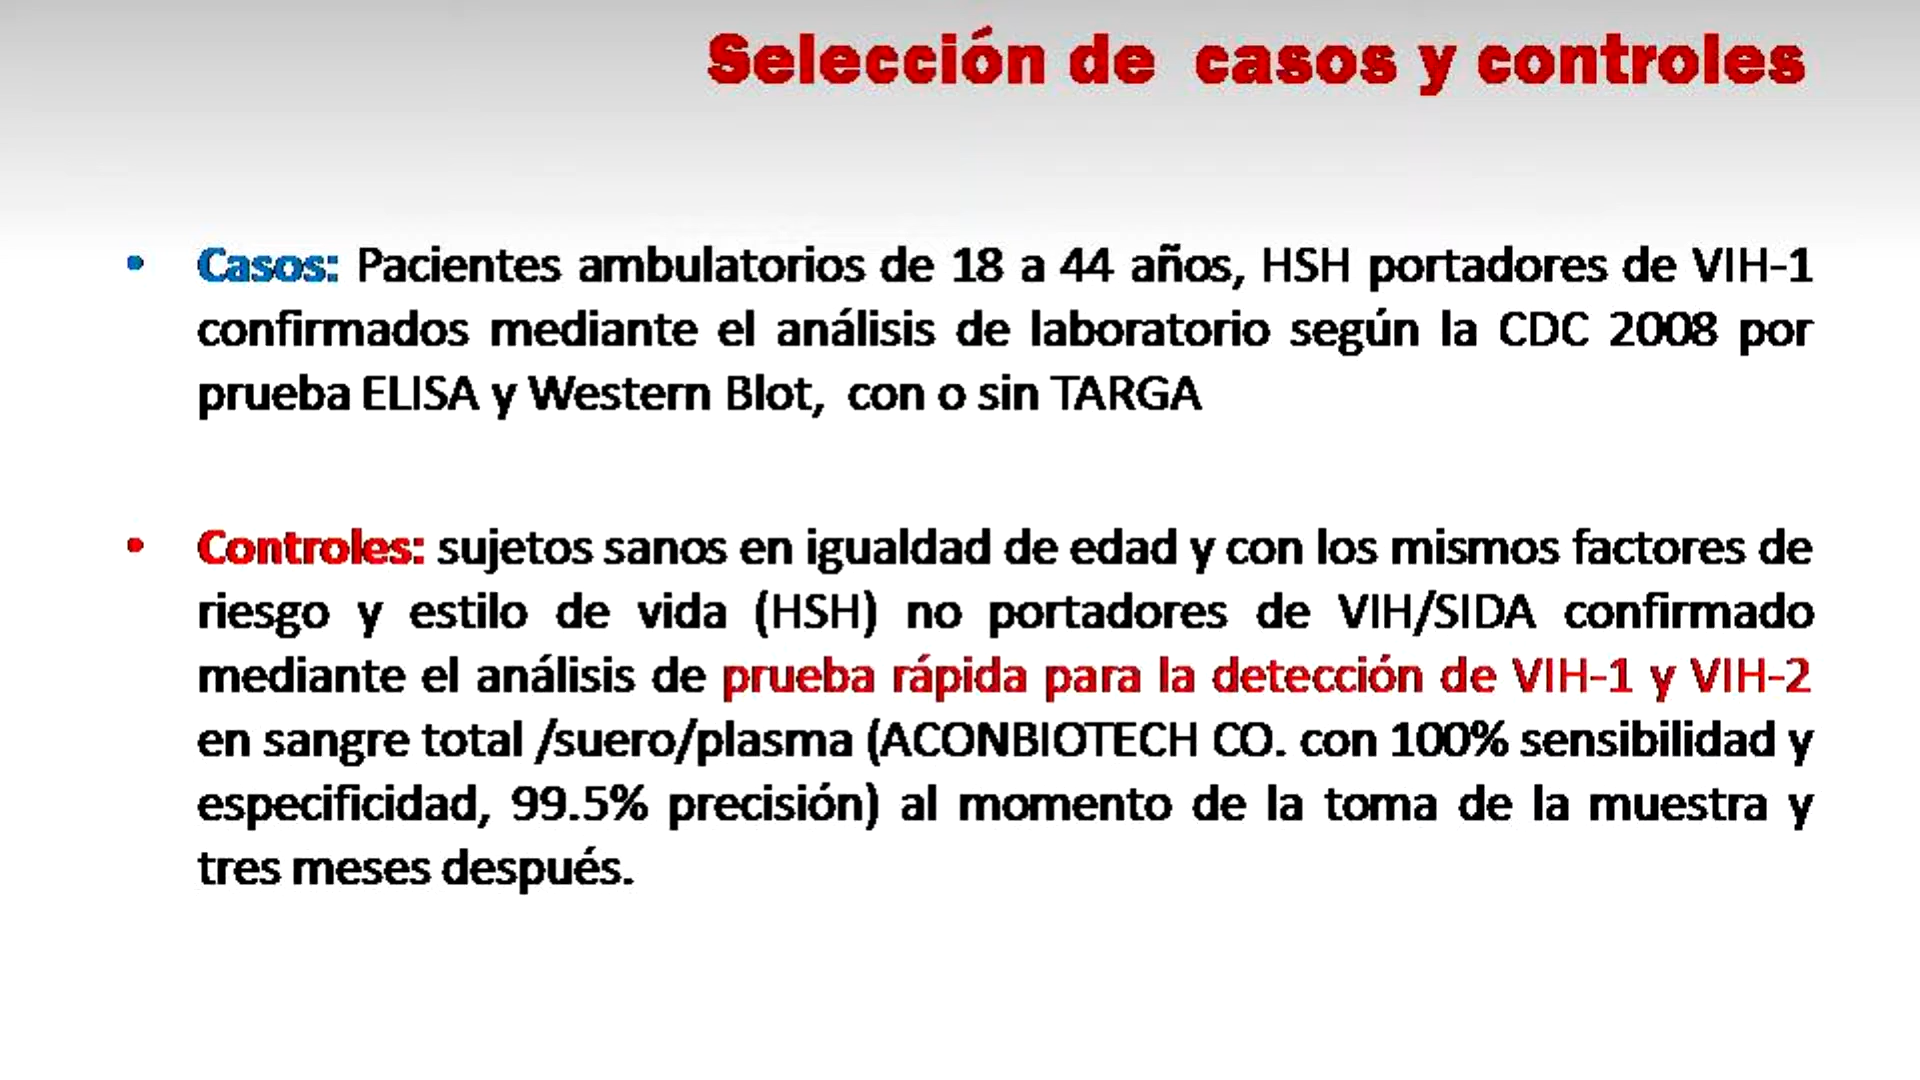 Selección de casos y controles
• Casos: Pacientes ambulatorios de 18 a 44 años, HSH portadores de VIH-1
confirmados mediante el análisis de laboratorio según la CDC 2008 por
prueba ELISA y Western Blot, con o sin TARGA
• Controles: sujetos sanos en igualdad de edad y con los mismos factores de
riesgo y estilo de vida (HSH) no portadores de VIH/SIDA confirmado
mediante el análisis de prueba rápida para la detección de VIH-1 y VIH-2
en sangre total /suero/plasma (ACONBIOTECH CO. con 100% sensibilidad y
especificidad, 99.5% precisión) al momento de la toma de la muestra y
tres meses después.